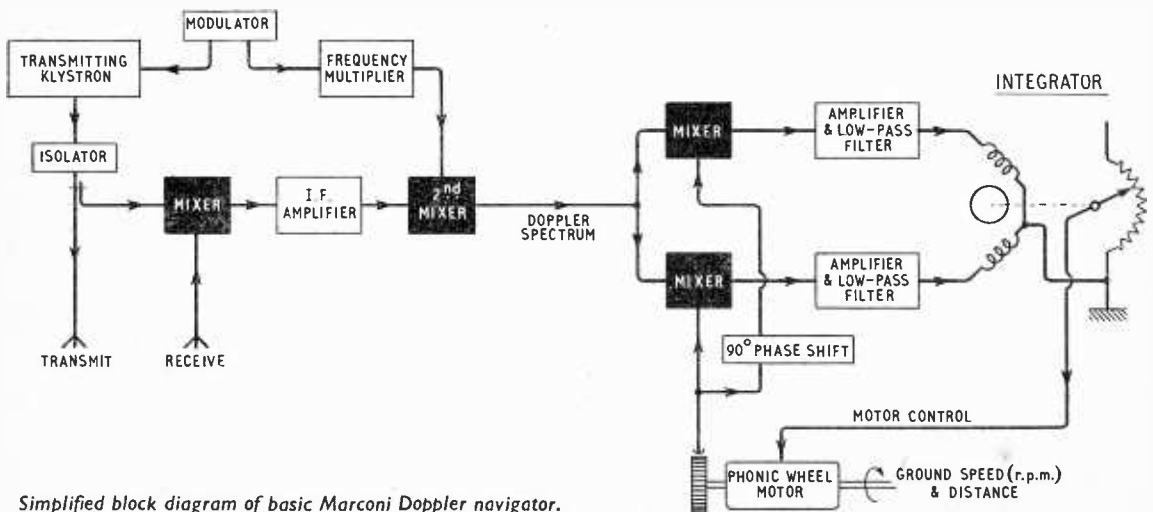 MODULATOR
TRANSMITTING
KLYSTRON
FREQUENCY
MULTIPLIER
ISOLATOR
MIXER
I.F.
AMPLIFIER
2nd
MIXER
DOPPLER
SPECTRUM
TRANSMIT
RECEIVE
MIXER
AMPLIFIER
& LOW-PASS
FILTER
INTEGRATOR
MIXER
AMPLIFIER
& LOW-PASS
FILTER
90° PHASE SHIFT
MOTOR CONTROL
PHONIC WHEEL
MOTOR
GROUND SPEED (r.p.m.)
& DISTANCE
Simplified block diagram of basic Marconi Doppler navigator.